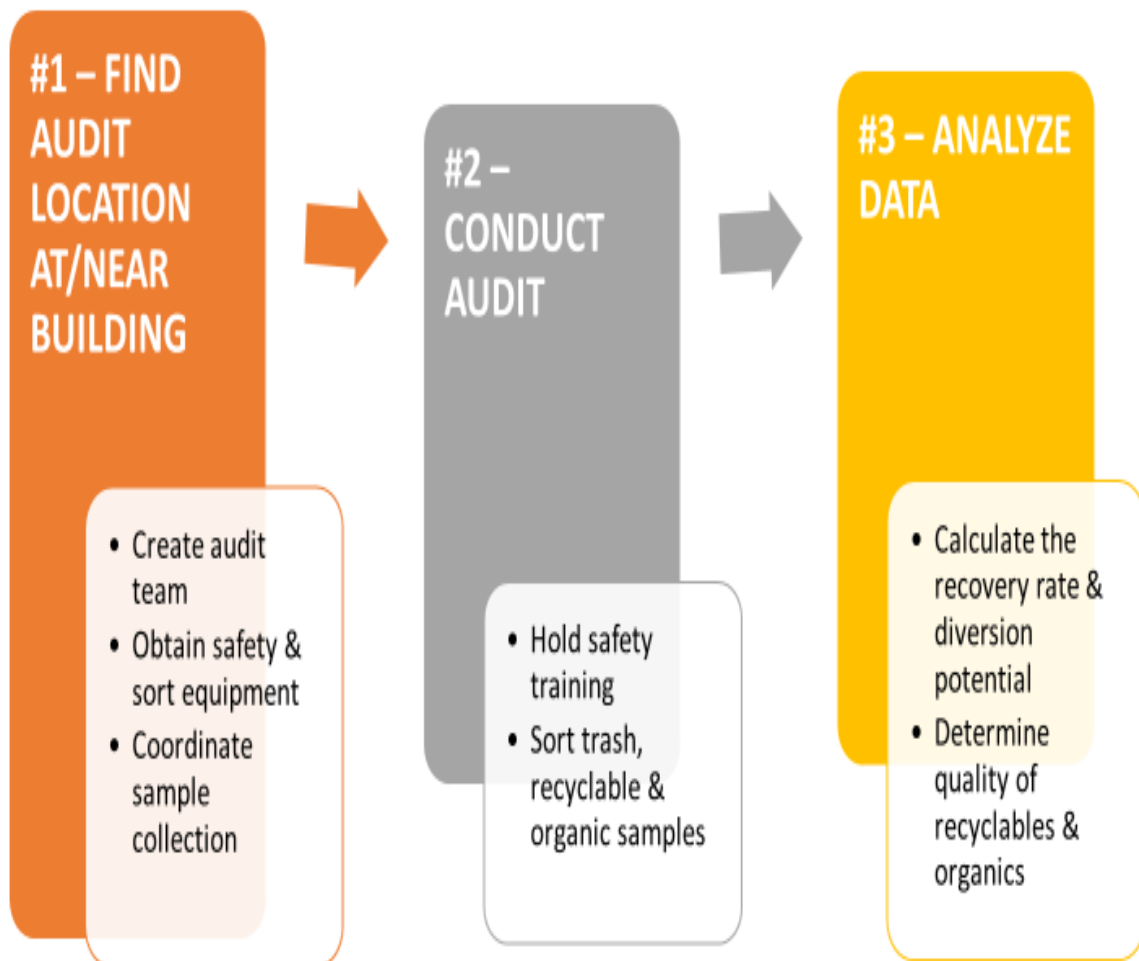 #1 – FIND
AUDIT
LOCATION
AT/NEAR
BUILDING
• Create audit
team
• Obtain safety &
sort equipment
• Coordinate
sample
collection
#2 –
CONDUCT
AUDIT
• Hold safety
training
• Sort trash,
recyclable &
organic samples
#3 – ANALYZE
DATA
• Calculate the
recovery rate &
diversion
potential
• Determine
quality of
recyclables &
organics